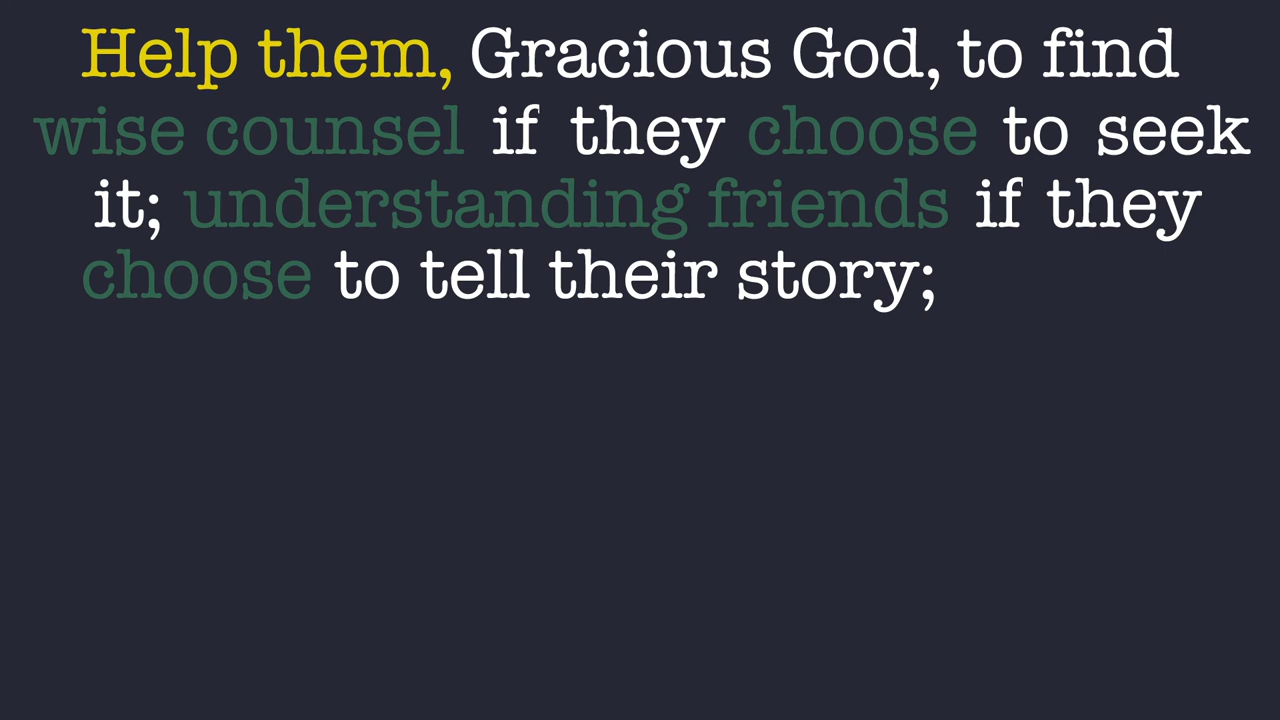 Help them, Gracious God, to find
wise counsel if they choose to seek
it; understanding friends if they
choose to tell their story;